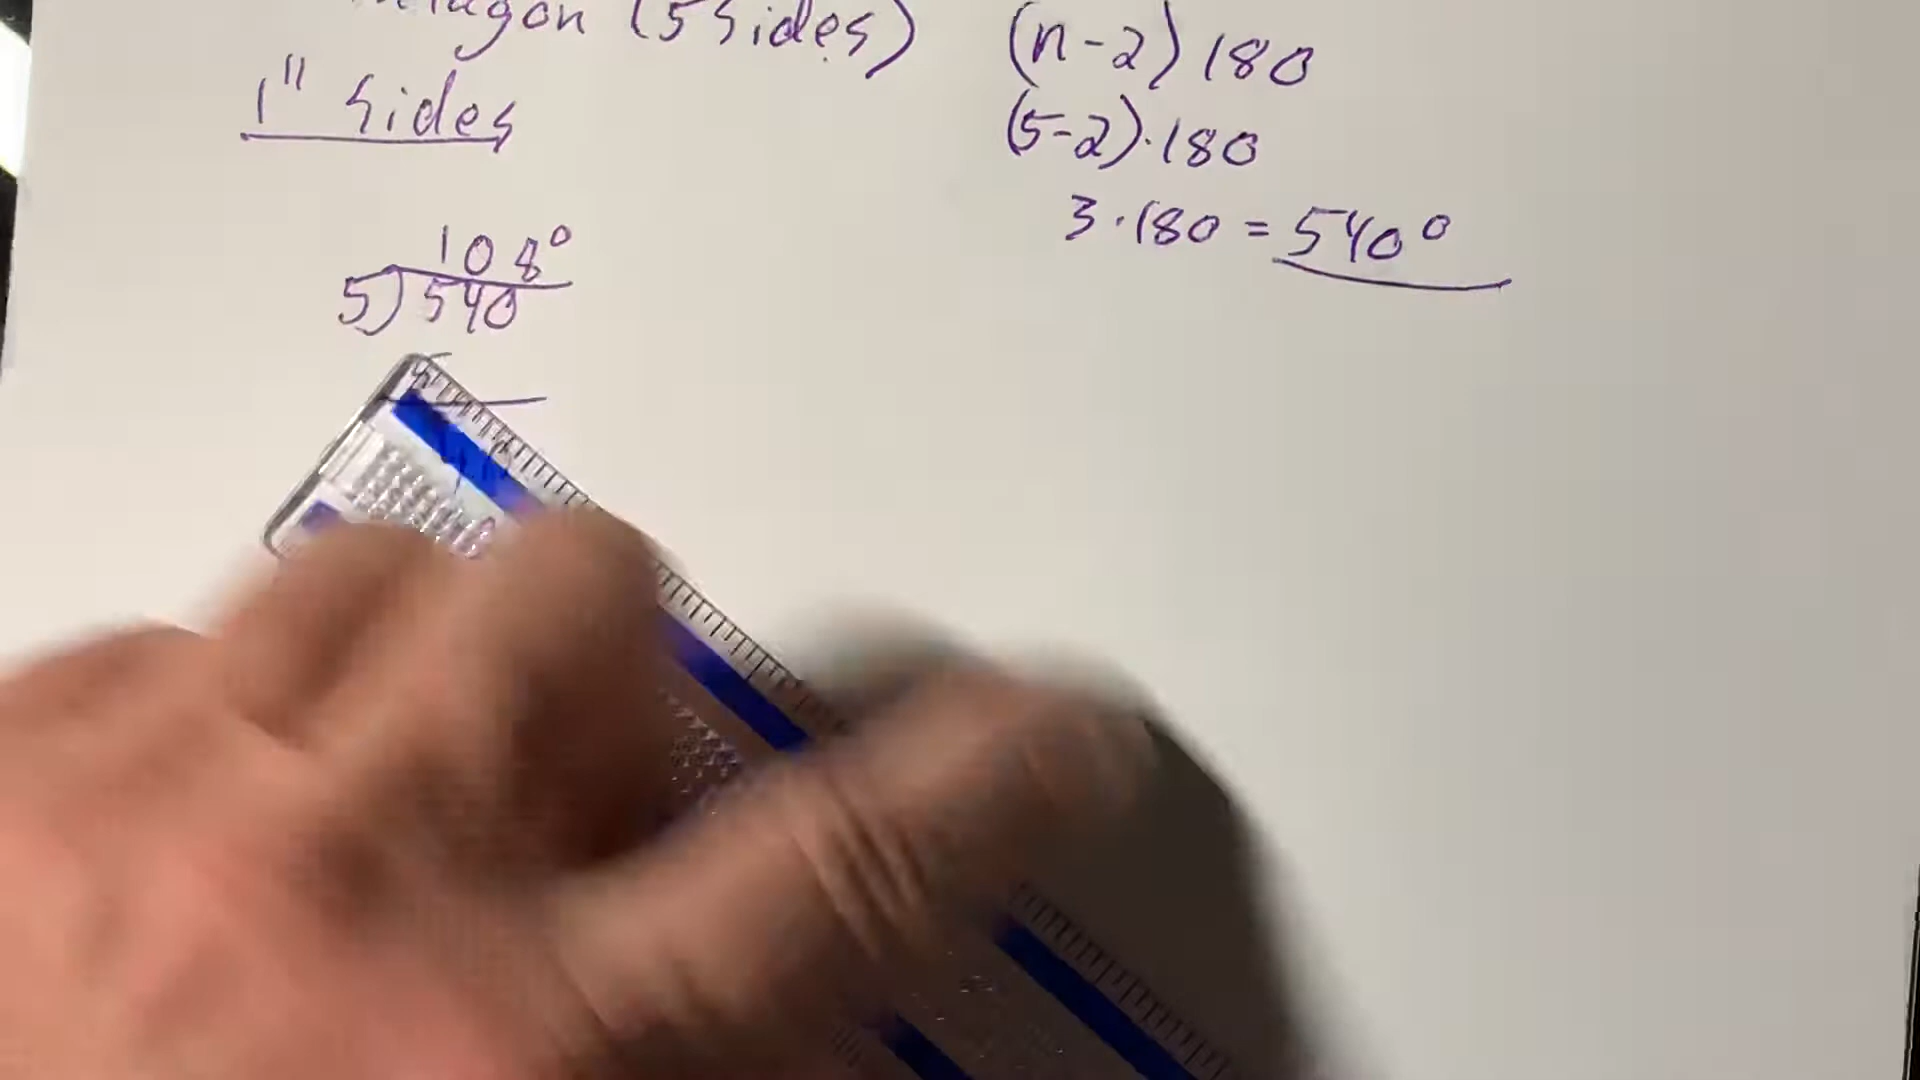 (5 Sides)
1" Sides
108°
5)540
(n-2)180
(5-2)·180
3·180 = 540°